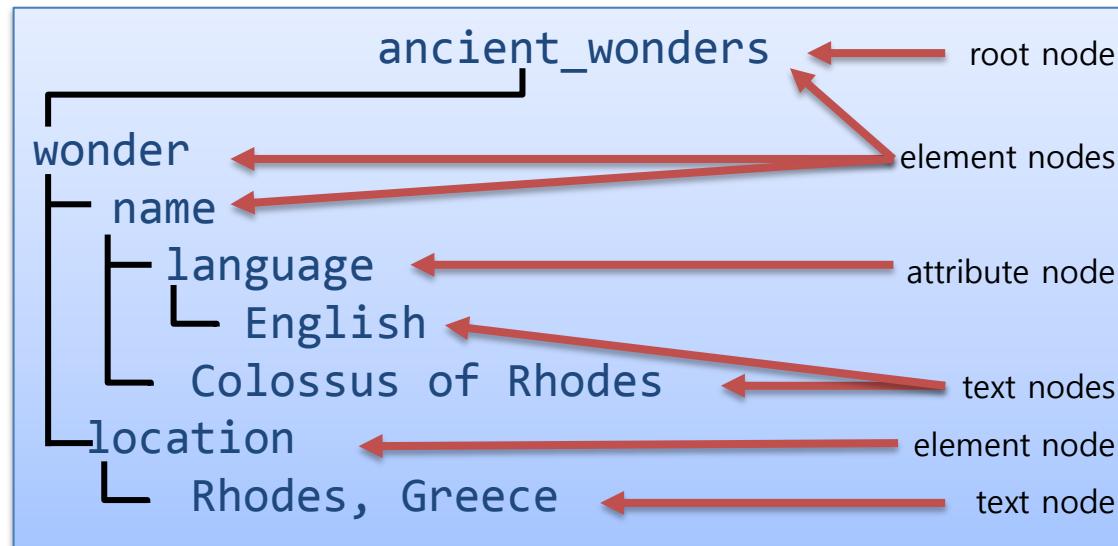 ancient_wonders root node
wonder element nodes
name
language attribute node
English
Colossus of Rhodes text nodes
location element node
Rhodes, Greece text node